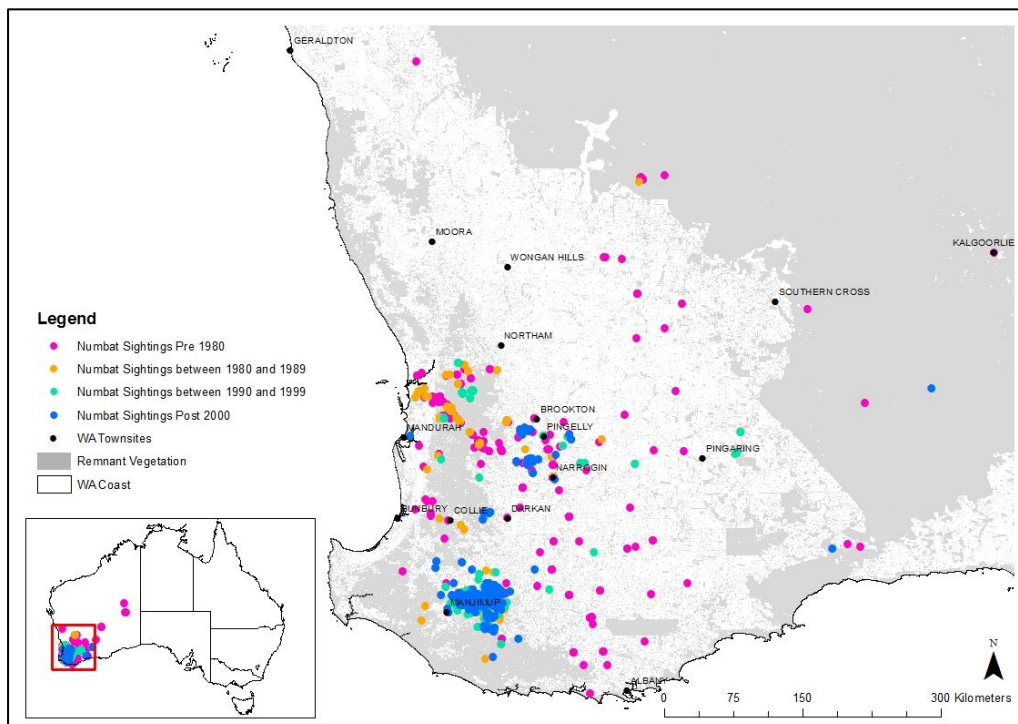 GERALDTON
MOORA
WONGAN HILLS
KALGOORLIE
SOUTHERN CROSS
NORTHAM
BROOKTON
PINGELLY
MANDURAH
PINGARING
NARROGIN
BUNBURY
COLLIE
DARKAN
MANJIMUP
ALBANY
Legend
Numbat Sightings Pre 1980
Numbat Sightings between 1980 and 1989
Numbat Sightings between 1990 and 1999
Numbat Sightings Post 2000
WA Townsites
Remnant Vegetation
WA Coast
N
0 75 150 300 Kilometers